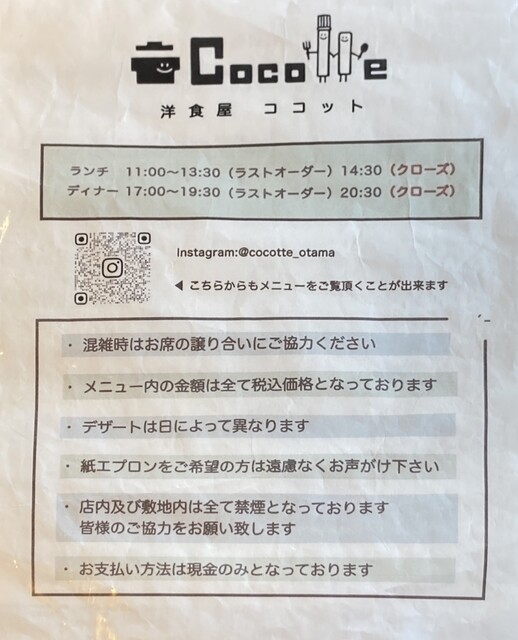 Cocotte
洋食屋 ココット
ランチ 11:00〜13:30（ラストオーダー）14:30（クローズ）
ディナー 17:00〜19:30（ラストオーダー）20:30（クローズ）
Instagram:@cocotte_otama
◀ こちらからもメニューをご覧頂くことが出来ます
・ 混雑時はお席の譲り合いにご協力ください
・ メニュー内の金額は全て税込価格となっております
・ デザートは日によって異なります
・ 紙エプロンをご希望の方は遠慮なくお声がけ下さい
・ 店内及び敷地内は全て禁煙となっております
皆様のご協力をお願い致します
・ お支払い方法は現金のみとなっております